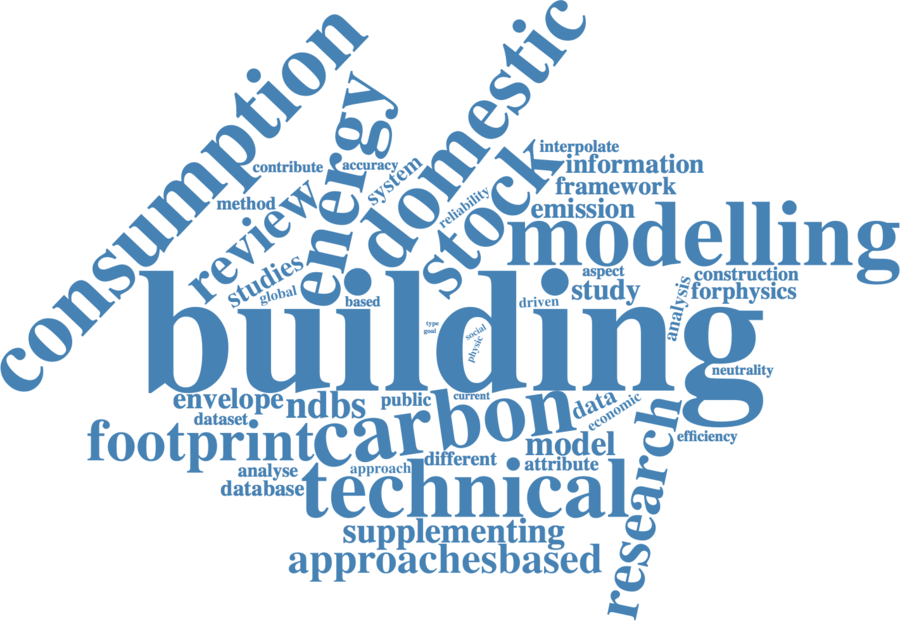 consumption
domestic
energy
stock
interpolate
information
contribute
accuracy
system
framework
method
review
reliability
emission
modelling
studies
global
aspect
construction
study
forphysics
analysis
building
based
driven
type
goal
social
physic
neutrality
envelope
ndbs
public
current
carbon
data
economic
dataset
footprint
research
efficiency
model
different
attribute
analyse
approach
database
technical
supplementing
approachesbased